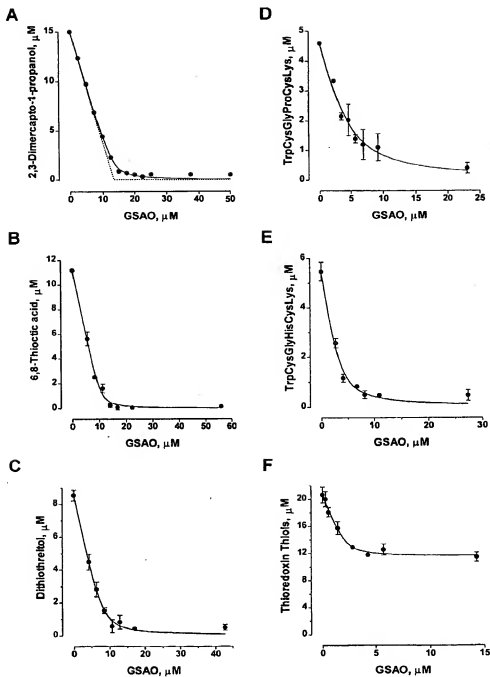 A
2,3-Dimercapto-1-propanol, μM
15
10
5
0
0 10 20 30 40 50
GSAO, μM
B
6,8-Thioctic acid, μM
12
10
8
6
4
2
0
0 10 20 30 40 50 60
GSAO, μM
C
Dithiothreitol, μM
8
6
4
2
0
0 10 20 30 40
GSAO, μM
D
TrpCysGlyProCysLys, μM
5
4
3
2
1
0
0 5 10 15 20 25
GSAO, μM
E
TrpCysGlyHisCysLys, μM
6
4
2
0
0 10 20 30
GSAO, μM
F
Thioredoxin Thiols, μM
20
16
12
8
4
0
0 5 10 15
GSAO, μM